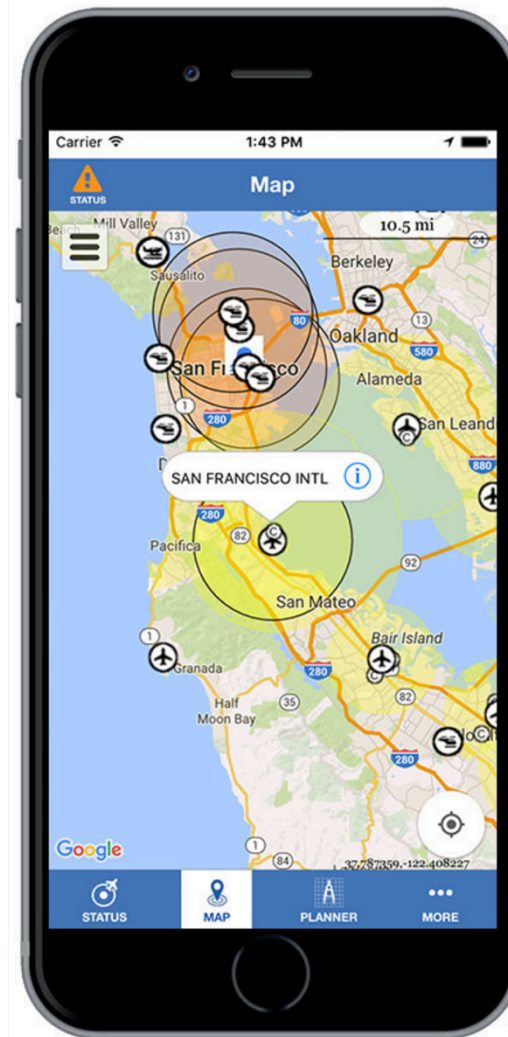 Carrier
1:43 PM
STATUS
Map
Mill Valley
131
10.5 mi
24
Sausalito
Berkeley
80
Oakland
13
580
San Francisco
Alameda
1
280
San Leand
880
SAN FRANCISCO INTL
i
280
C
82
Pacifica
92
San Mateo
1
Bair Island
Granada
280
C
82
Half
Moon Bay
35
C
280
Google
1
84
37.787359,-122.408227
STATUS
MAP
PLANNER
MORE